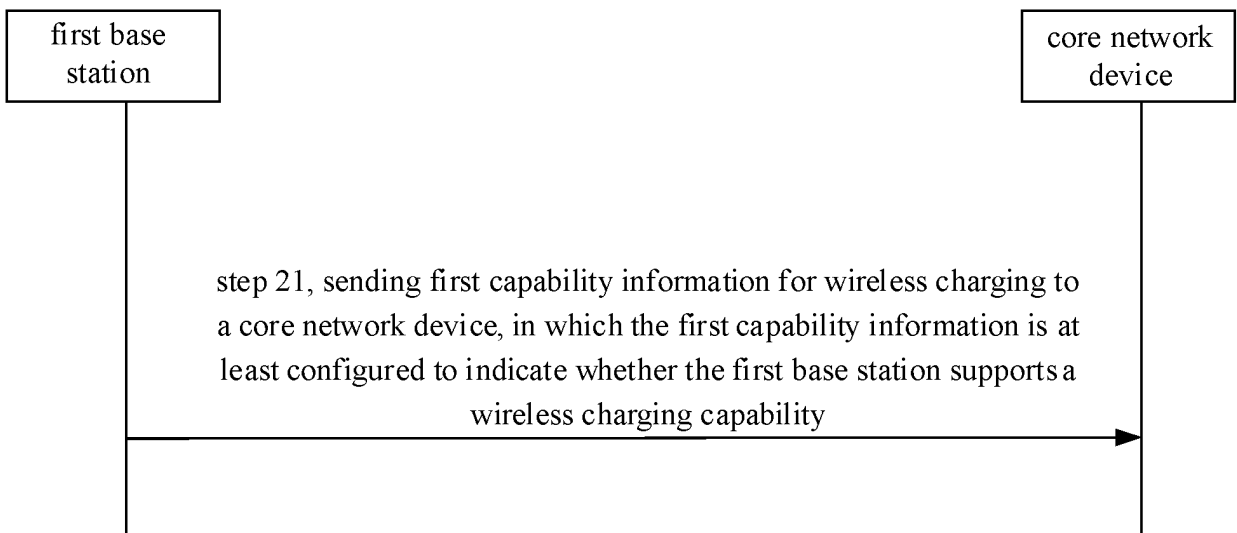 first base
station
core network
device
step 21, sending first capability information for wireless charging to
a core network device, in which the first capability information is at
least configured to indicate whether the first base station supports a
wireless charging capability